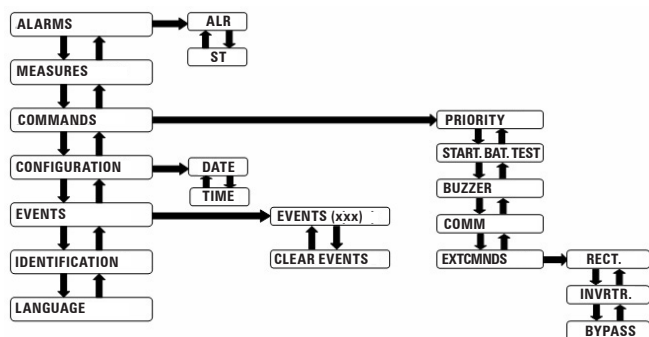 ALARMS
ALR
ST
MEASURES
COMMANDS
PRIORITY
START. BAT. TEST
BUZZER
COMM
EXTCMNDS
RECT.
INVRTR.
BYPASS
CONFIGURATION
DATE
TIME
EVENTS
EVENTS (xxx)
CLEAR EVENTS
IDENTIFICATION
LANGUAGE